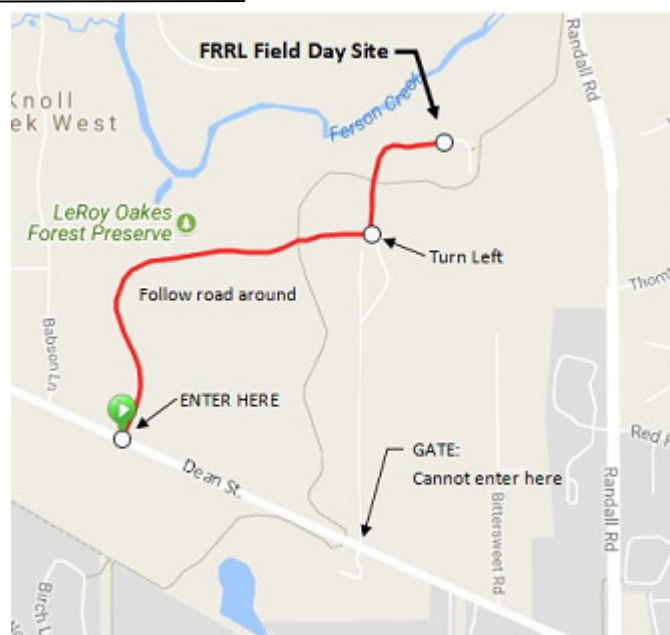 FRRL Field Day Site
Randall Rd
Knoll
ek West
Ferson Creek
LeRoy Oakes
Forest Preserve
Turn Left
Follow road around
Babson Ln
ENTER HERE
Dean St.
GATE:
Cannot enter here
Bittersweet Rd
Red
Randall Rd
Birch L